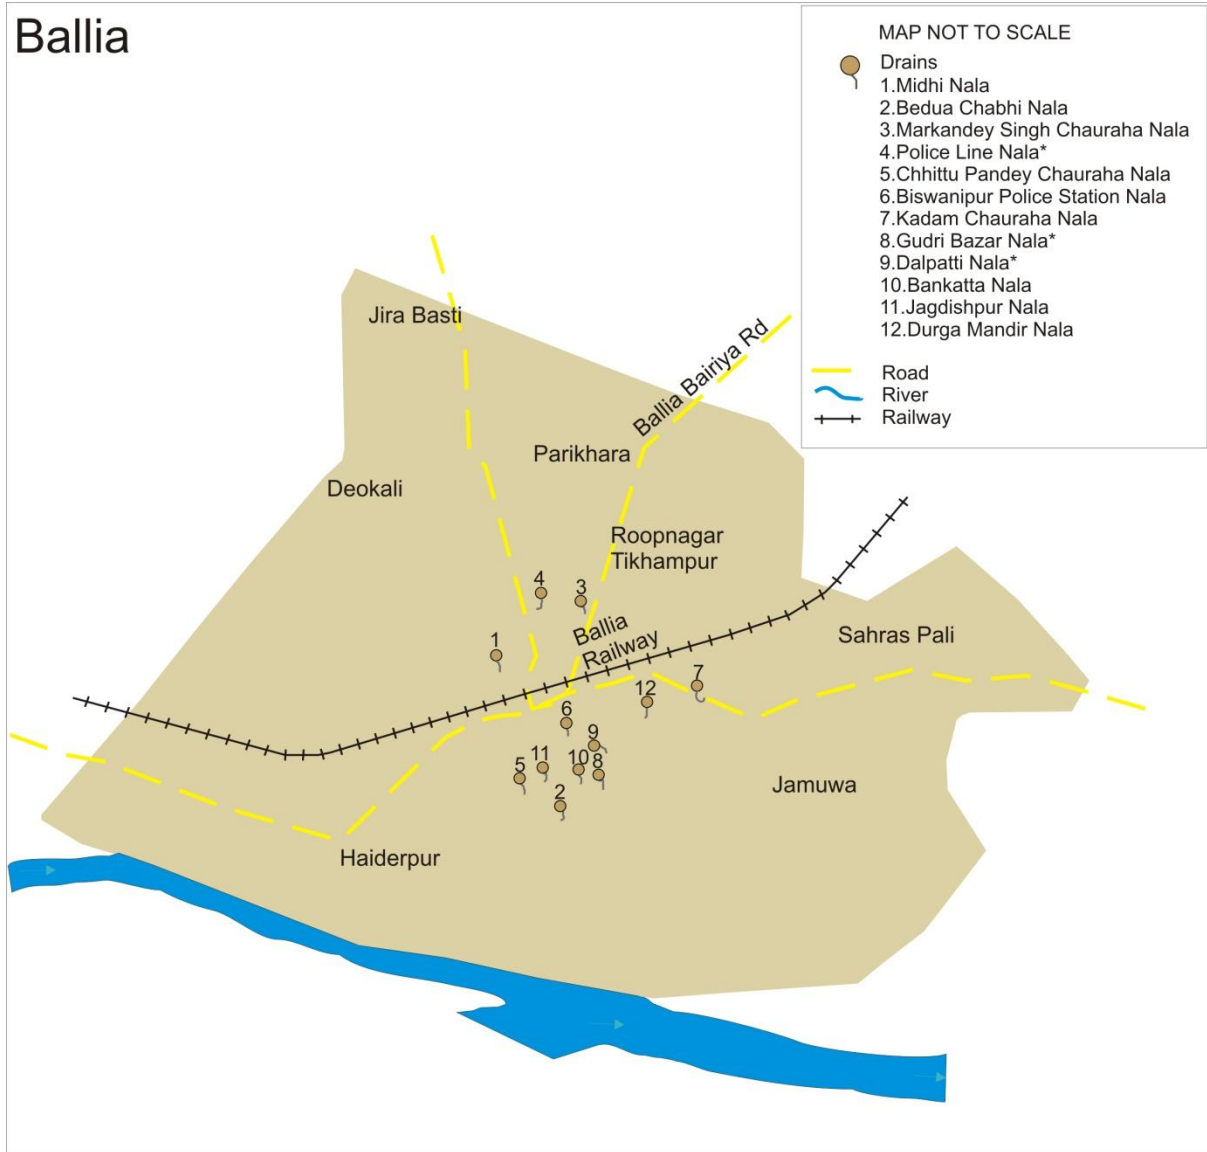 Ballia
MAP NOT TO SCALE
Drains
1.Midhi Nala
2.Bedua Chabhi Nala
3.Markandey Singh Chauraha Nala
4.Police Line Nala*
5.Chhittu Pandey Chauraha Nala
6.Biswanipur Police Station Nala
7.Kadam Chauraha Nala
8.Gudri Bazar Nala*
9.Dalpatti Nala*
10.Bankatta Nala
11.Jagdishpur Nala
12.Durga Mandir Nala
Road
River
Railway
Jira Basti
Ballia Bairiya Rd
Parikhara
Deokali
Roopnagar
Tikhampur
4
3
Ballia
Railway
1
Sahras Pali
7
12
6
9
11
10
8
5
2
Jamuwa
Haiderpur